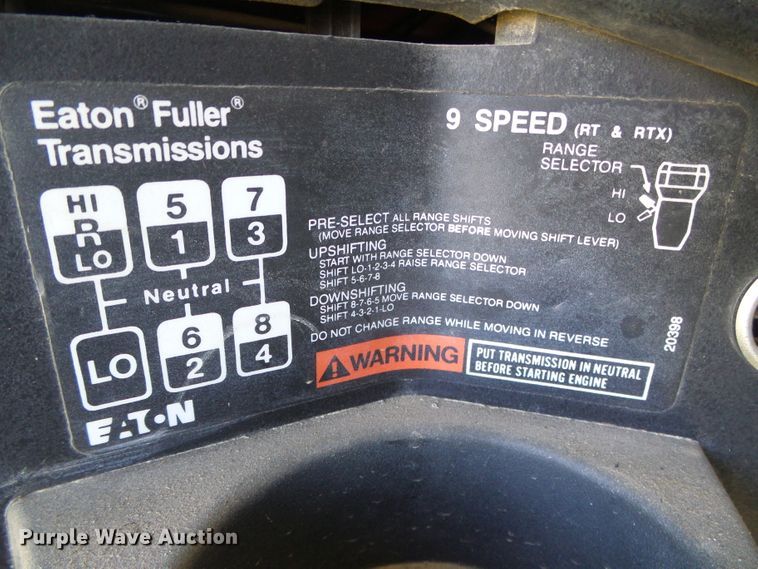 Eaton® Fuller®
Transmissions
9 SPEED (RT & RTX)
RANGE
SELECTOR
HI
LO
HI
R
LO
5
1
7
3
Neutral
LO
6
2
8
4
EATON
PRE-SELECT ALL RANGE SHIFTS
(MOVE RANGE SELECTOR BEFORE MOVING SHIFT LEVER)
UPSHIFTING
START WITH RANGE SELECTOR DOWN
SHIFT LO-1-2-3-4 RAISE RANGE SELECTOR
SHIFT 5-6-7-8
DOWNSHIFTING
SHIFT 8-7-6-5 MOVE RANGE SELECTOR DOWN
SHIFT 4-3-2-1-LO
DO NOT CHANGE RANGE WHILE MOVING IN REVERSE
WARNING
PUT TRANSMISSION IN NEUTRAL
BEFORE STARTING ENGINE
20398
Purple Wave Auction